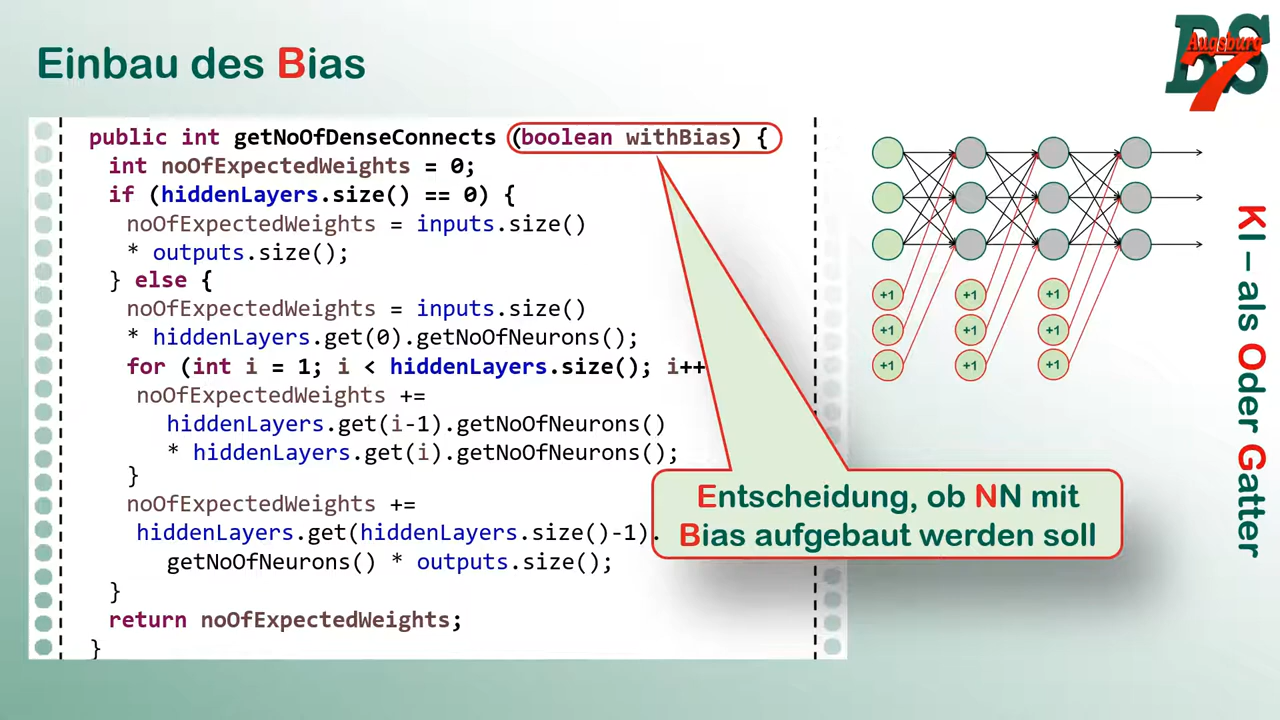 Einbau des Bias
public int getNoOfDenseConnects (boolean withBias) {
int noOfExpectedWeights = 0;
if (hiddenLayers.size() == 0) {
noOfExpectedWeights = inputs.size()
* outputs.size();
} else {
noOfExpectedWeights = inputs.size()
* hiddenLayers.get(0).getNoOfNeurons();
for (int i = 1; i < hiddenLayers.size(); i++
noOfExpectedWeights +=
hiddenLayers.get(i-1).getNoOfNeurons()
* hiddenLayers.get(i).getNoOfNeurons();
}
noOfExpectedWeights +=
hiddenLayers.get(hiddenLayers.size()-1).
getNoOfNeurons() * outputs.size();
}
return noOfExpectedWeights;
}
Entscheidung, ob NN mit
Bias aufgebaut werden soll
+1 +1 +1
+1 +1 +1
+1 +1 +1
BS
Augsburg
7
KI – als Oder Gatter